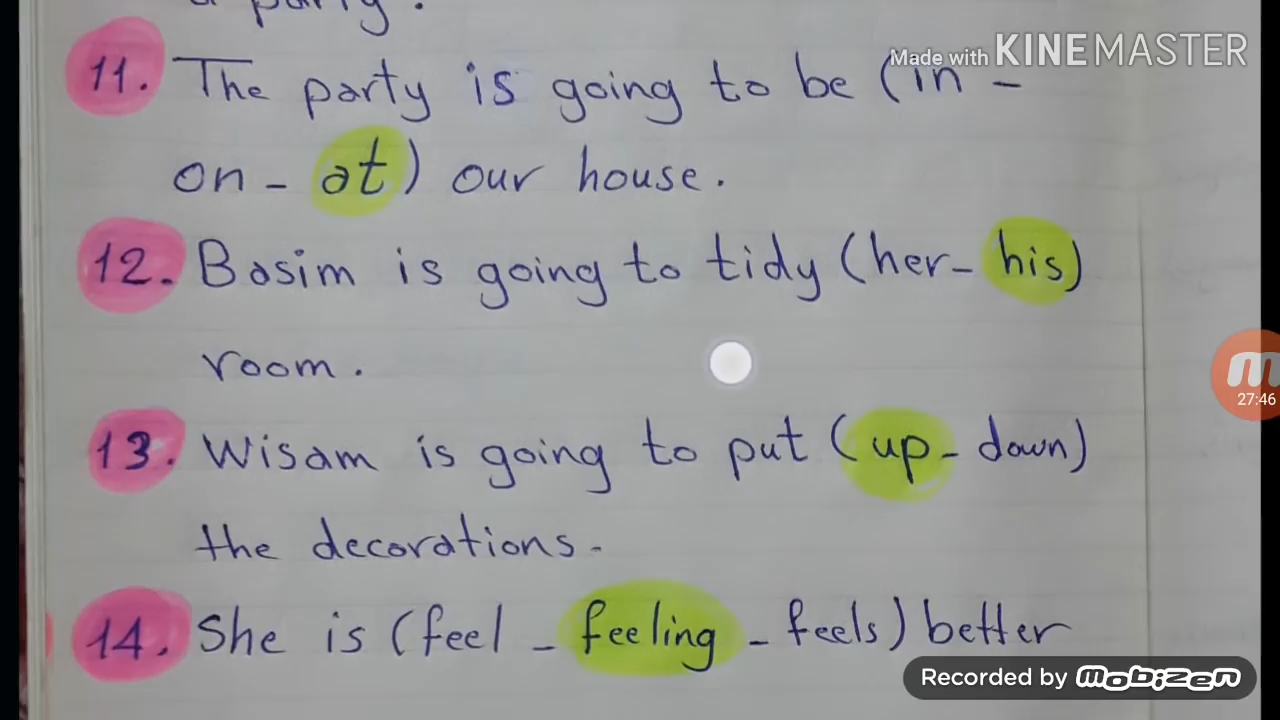 a party.
Made with KINEMASTER
11. The party is going to be (in -
on - at) our house.
12. Basim is going to tidy (her- his)
room.
27:46
13. Wisam is going to put (up - down)
the decorations.
14. She is (feel - feeling - feels) better
Recorded by mobizen